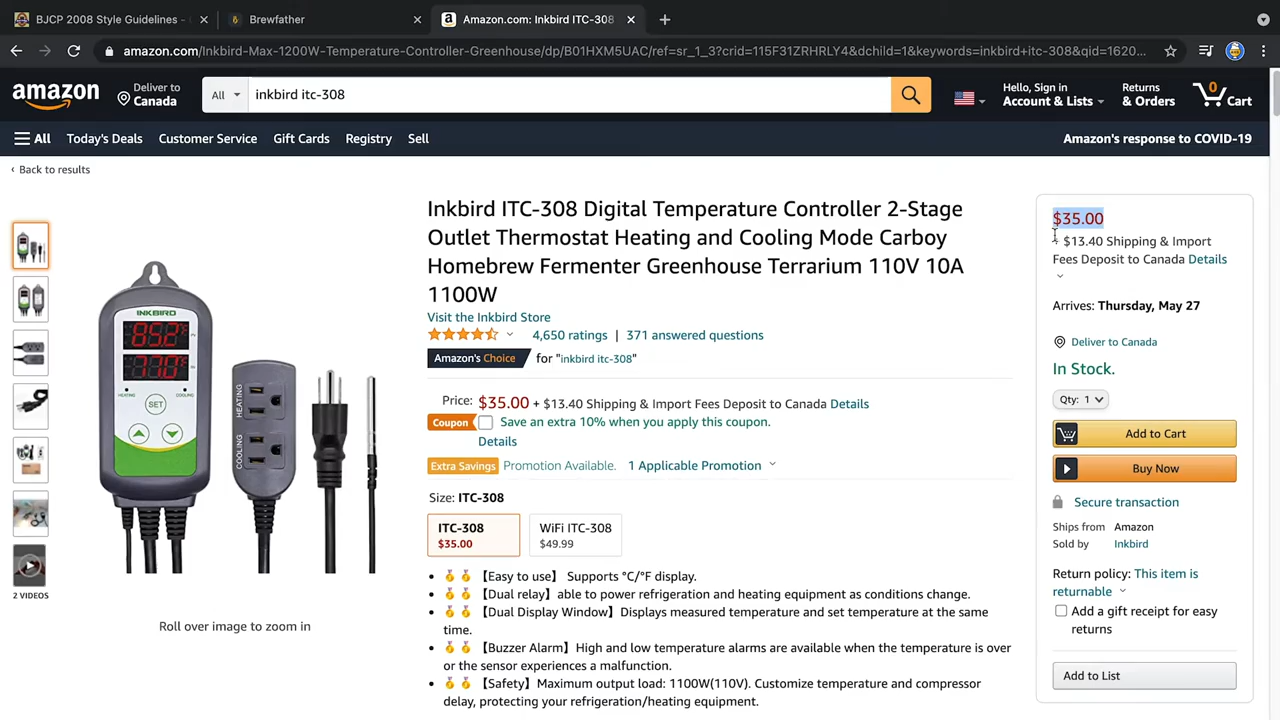 BJCP 2008 Style Guidelines - C
Brewfather
Amazon.com: Inkbird ITC-308
amazon.com/Inkbird-Max-1200W-Temperature-Controller-Greenhouse/dp/B01HXM5UAC/ref=sr_1_3?crid=115F31ZRHRLY4&dchild=1&keywords=inkbird+itc-308&qid=1620...
amazon
Deliver to
Canada
All
inkbird itc-308
Hello, Sign in
Account & Lists
Returns
& Orders
0
Cart
All
Today's Deals
Customer Service
Gift Cards
Registry
Sell
Amazon's response to COVID-19
‹ Back to results
2 VIDEOS
INKBIRD
HEATING
COOLING
SET
HEATING
COOLING
Roll over image to zoom in
Inkbird ITC-308 Digital Temperature Controller 2-Stage
Outlet Thermostat Heating and Cooling Mode Carboy
Homebrew Fermenter Greenhouse Terrarium 110V 10A
1100W
Visit the Inkbird Store
4,650 ratings | 371 answered questions
Amazon's Choice for "inkbird itc-308"
Price: $35.00 + $13.40 Shipping & Import Fees Deposit to Canada Details
Coupon Save an extra 10% when you apply this coupon.
Details
Extra Savings Promotion Available. 1 Applicable Promotion
Size: ITC-308
ITC-308
$35.00
WiFi ITC-308
$49.99
• 🏅🏅【Easy to use】 Supports °C/°F display.
• 🏅🏅【Dual relay】able to power refrigeration and heating equipment as conditions change.
• 🏅🏅【Dual Display Window】Displays measured temperature and set temperature at the same
time.
• 🏅🏅【Buzzer Alarm】High and low temperature alarms are available when the temperature is over
or the sensor experiences a malfunction.
• 🏅🏅【Safety】Maximum output load: 1100W(110V). Customize temperature and compressor
delay, protecting your refrigeration/heating equipment.
$35.00
+ $13.40 Shipping & Import
Fees Deposit to Canada Details
Arrives: Thursday, May 27
Deliver to Canada
In Stock.
Qty: 1
Add to Cart
Buy Now
Secure transaction
Ships from Amazon
Sold by Inkbird
Return policy: This item is
returnable
Add a gift receipt for easy
returns
Add to List